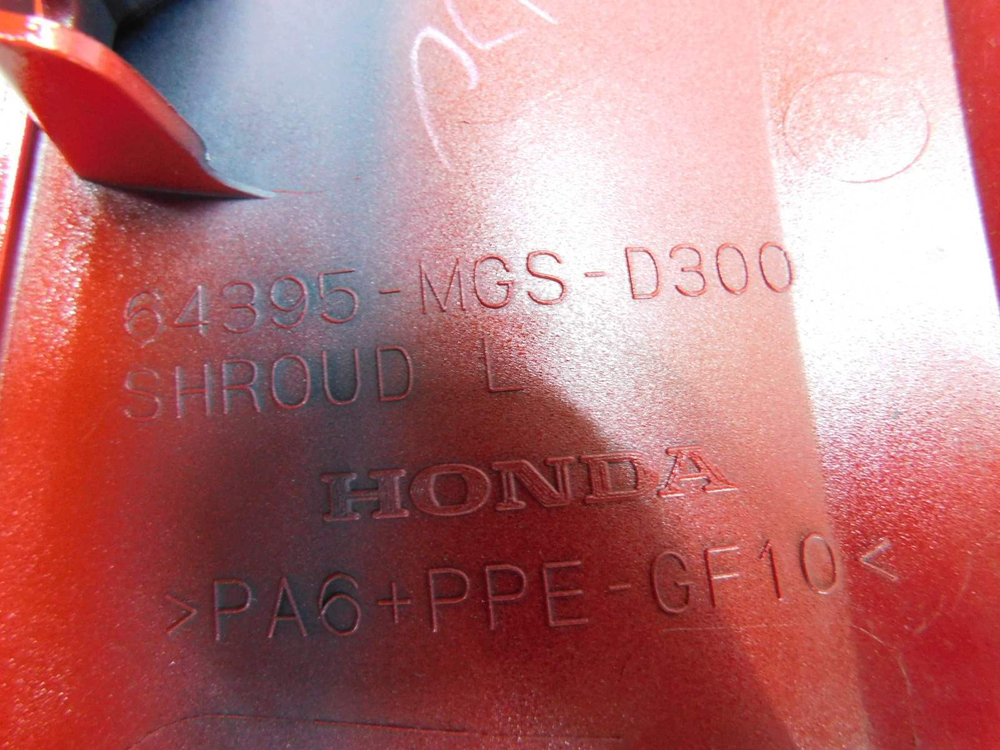 64395-MGS-D300
SHROUD L
HONDA
>PA6+PPE-GF10<